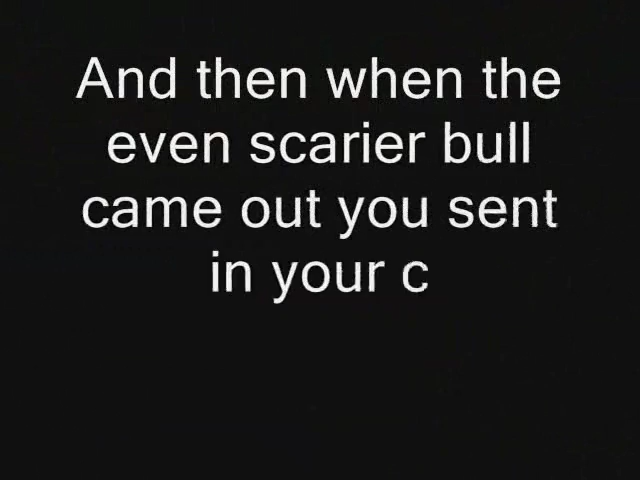 And then when the
even scarier bull
came out you sent
in your c